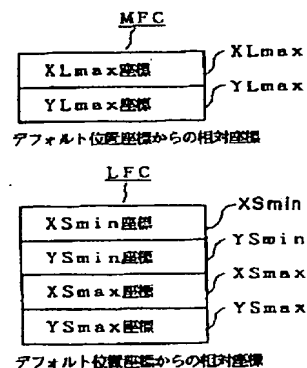 MFC
XLmax座標
XLmax
YLmax座標
YLmax
デフォルト位置座標からの相対座標
LFC
XSmin座標
XSmin
YSmin座標
YSmin
XSmax座標
XSmax
YSmax座標
YSmax
デフォルト位置座標からの相対座標